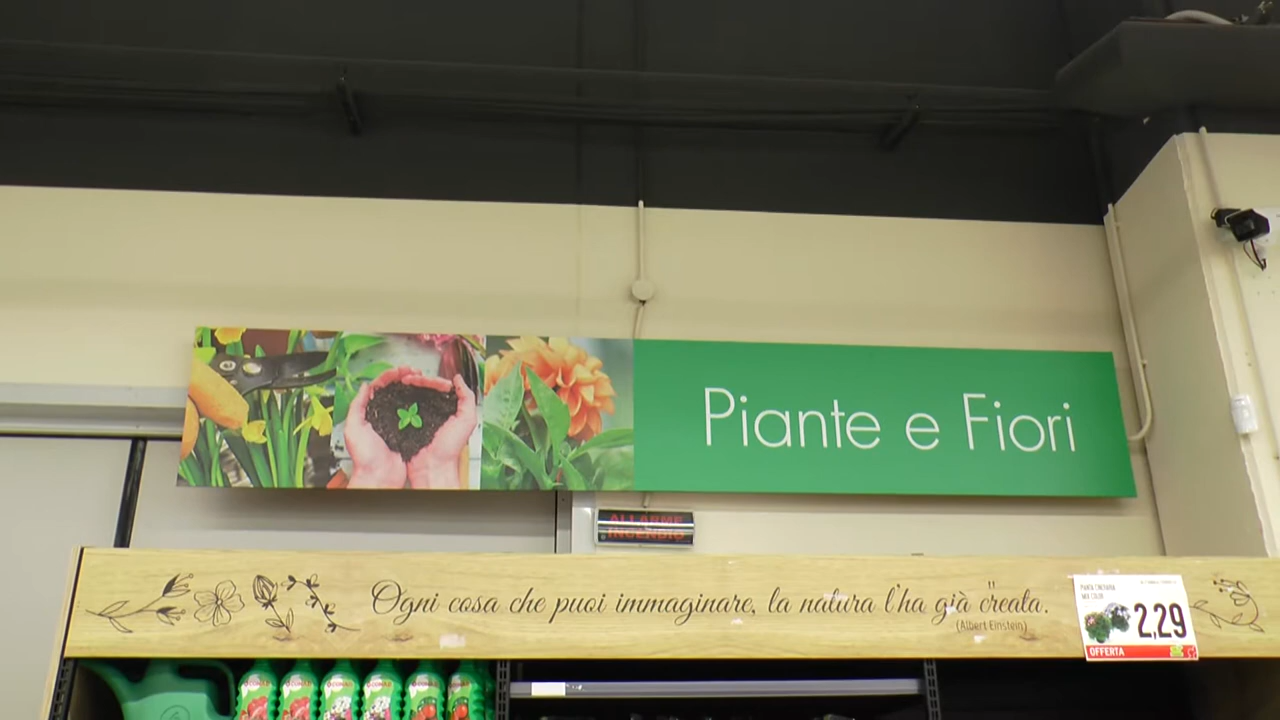 Piante e Fiori
ALLARME
INCENDIO
Ogni cosa che puoi immaginare, la natura l'ha già creata."
(Albert Einstein)
2,29
OFFERTA
CONAD